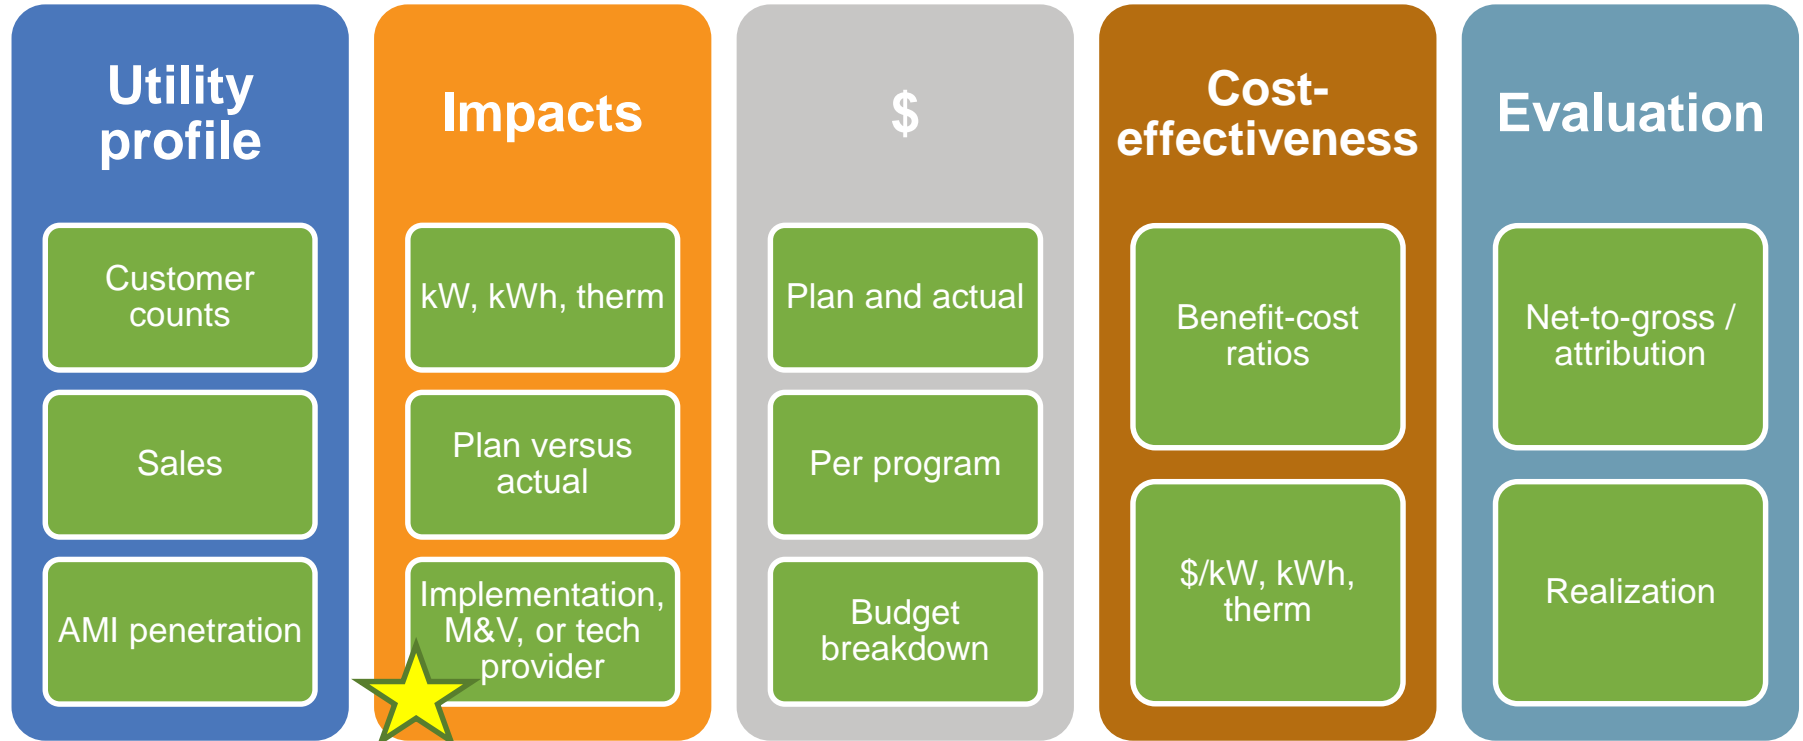 Utility
profile
Customer
counts
Sales
AMI penetration
Impacts
kW, kWh, therm
Plan versus
actual
Implementation,
M&V, or tech
provider
$
Plan and actual
Per program
Budget
breakdown
Cost-
effectiveness
Benefit-cost
ratios
$/kW, kWh,
therm
Evaluation
Net-to-gross /
attribution
Realization